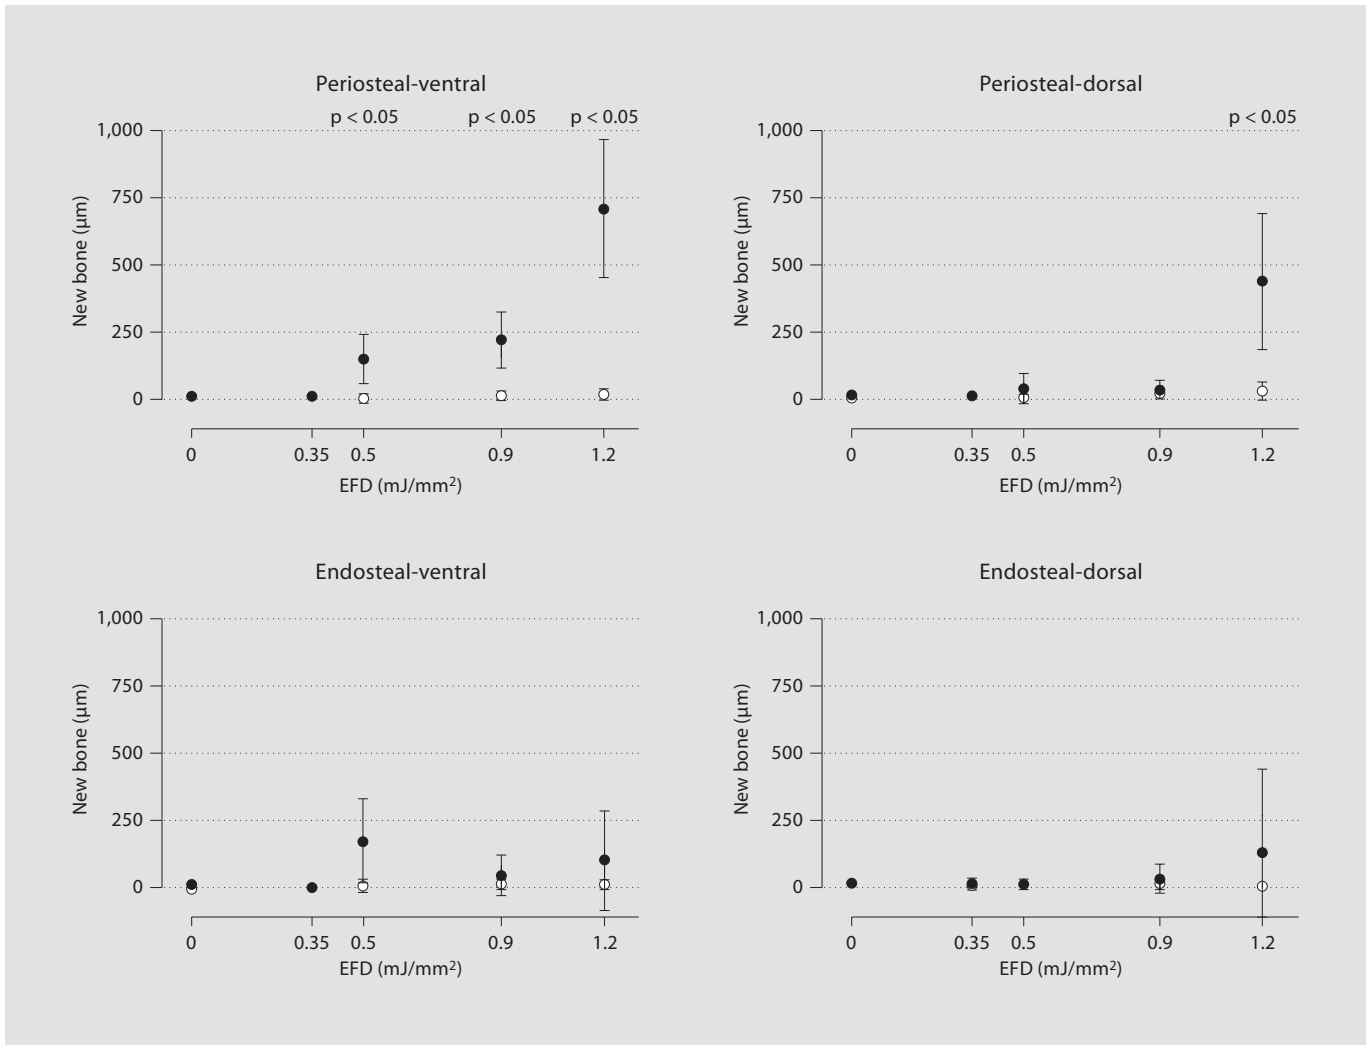 Periosteal-ventral
p < 0.05 p < 0.05 p < 0.05
1,000
750
500
250
0
New bone (µm)
0 0.35 0.5 0.9 1.2
EFD (mJ/mm²)
Periosteal-dorsal
p < 0.05
1,000
750
500
250
0
New bone (µm)
0 0.35 0.5 0.9 1.2
EFD (mJ/mm²)
Endosteal-ventral
1,000
750
500
250
0
New bone (µm)
0 0.35 0.5 0.9 1.2
EFD (mJ/mm²)
Endosteal-dorsal
1,000
750
500
250
0
New bone (µm)
0 0.35 0.5 0.9 1.2
EFD (mJ/mm²)